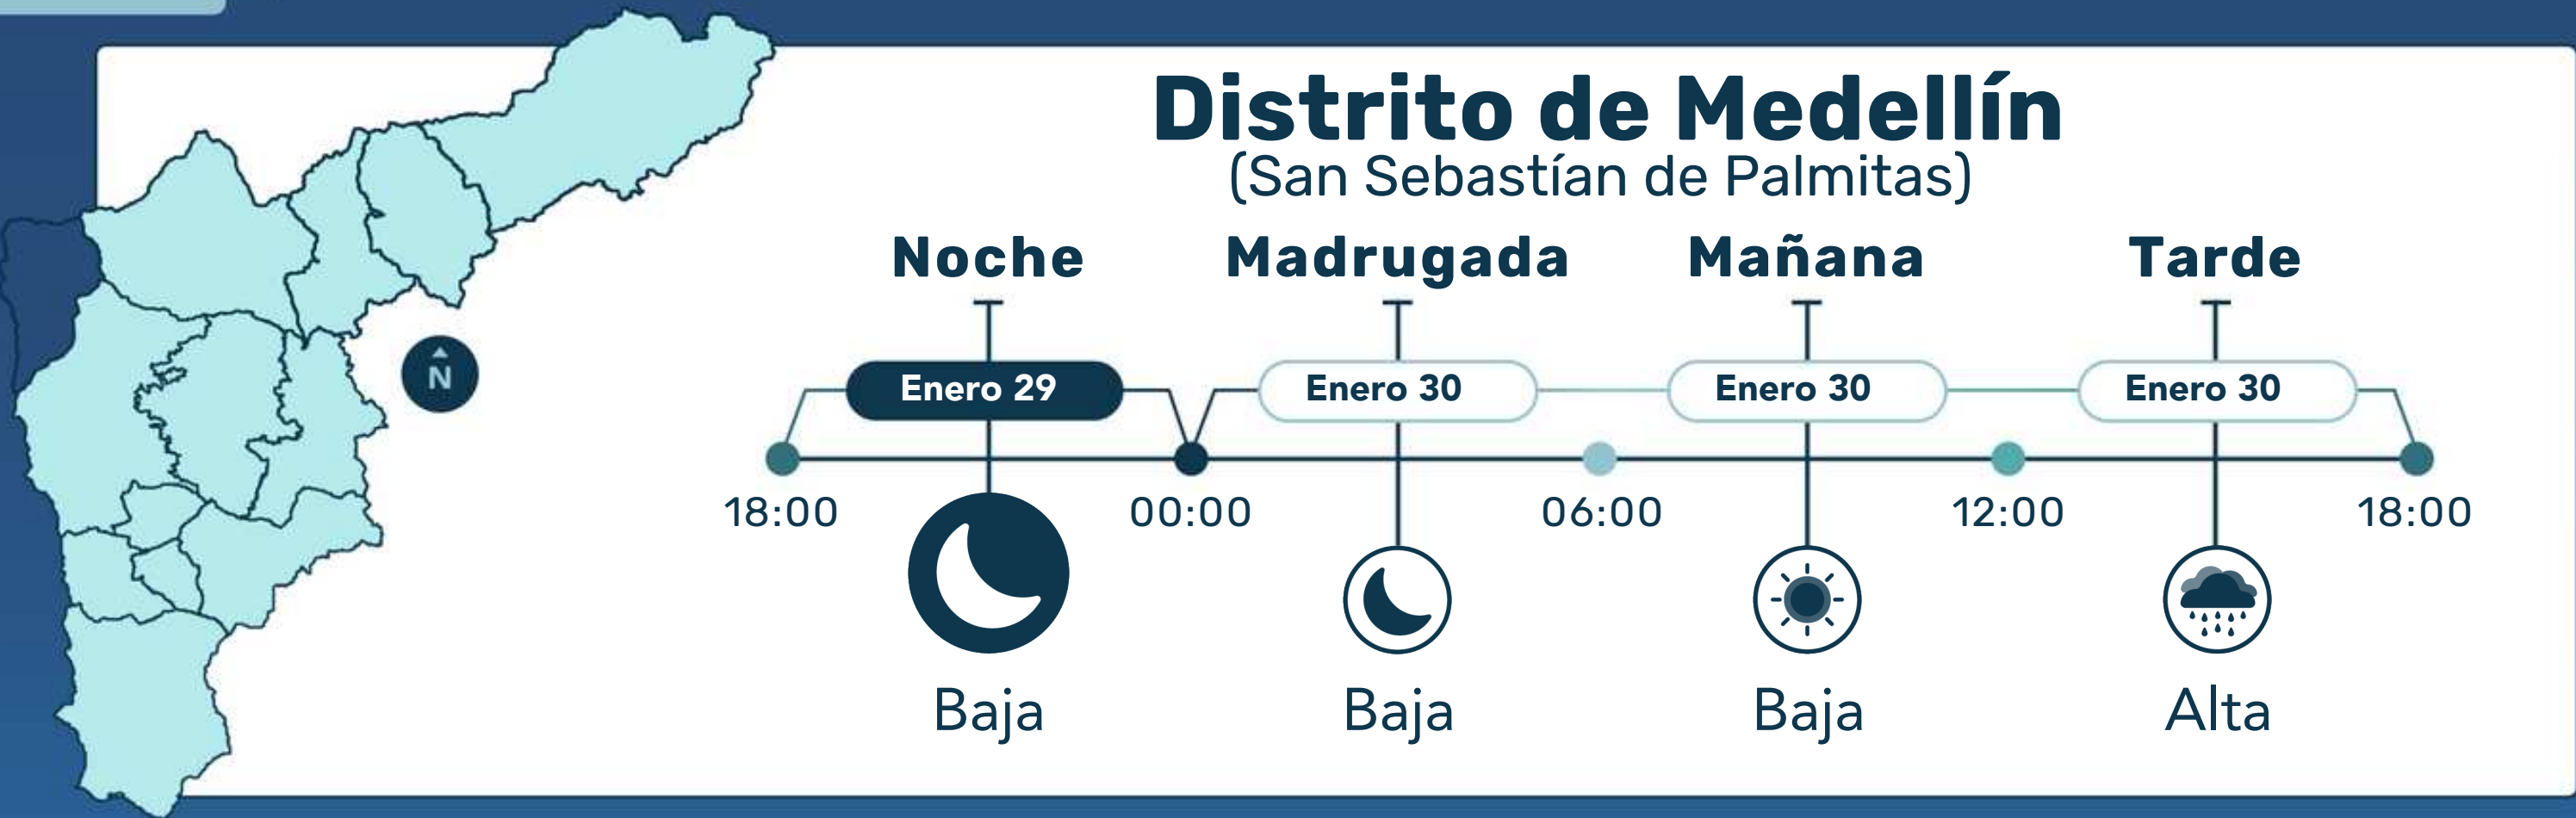 Distrito de Medellín
(San Sebastían de Palmitas)
Noche Madrugada Mañana Tarde
N
Enero 29 Enero 30 Enero 30 Enero 30
18:00 00:00 06:00 12:00 18:00
Baja Baja Baja Alta